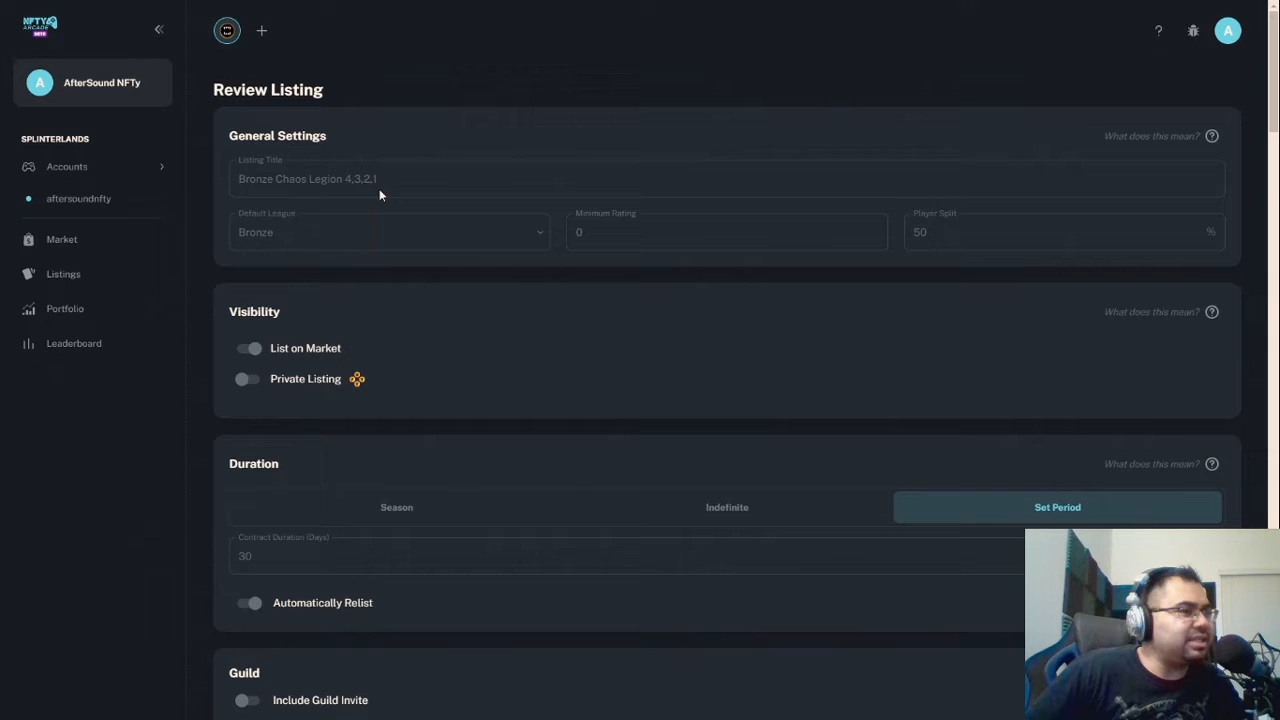 NFTY
ARCADE
BETA
A
AfterSound NFTy
SPLINTERLANDS
Accounts
aftersoundnfty
Market
Listings
Portfolio
Leaderboard
A
Review Listing
General Settings
What does this mean?
Listing Title
Bronze Chaos Legion 4,3,2,1
Default League
Bronze
Minimum Rating
0
Player Split
50
%
Visibility
What does this mean?
List on Market
Private Listing
Duration
What does this mean?
Season
Indefinite
Set Period
Contract Duration (Days)
30
Automatically Relist
Guild
Include Guild Invite